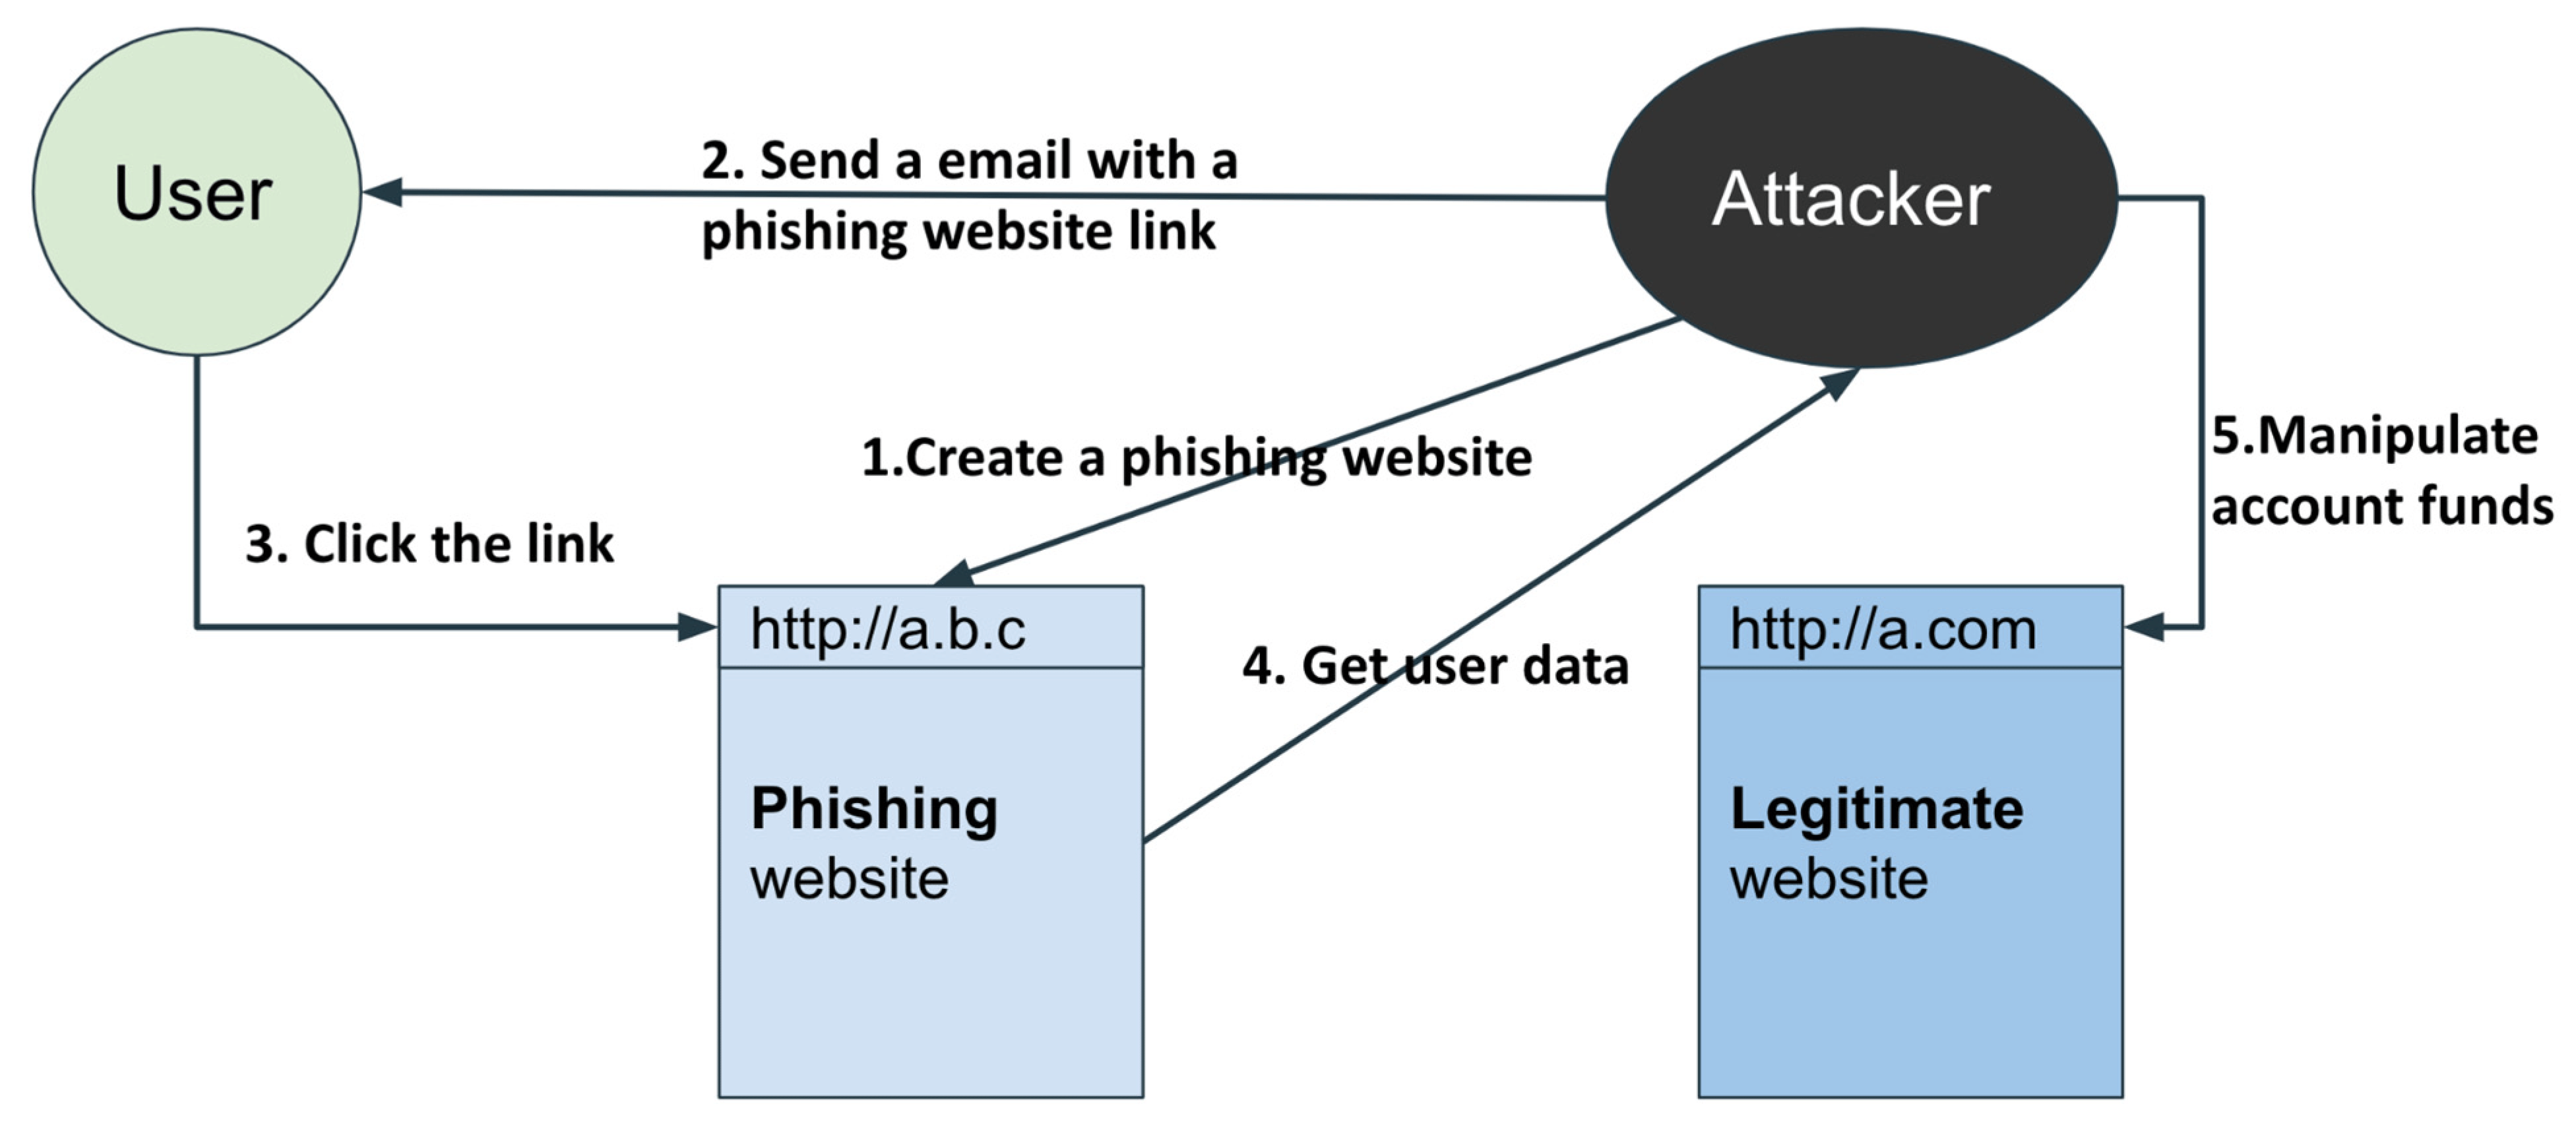 User
2. Send a email with a
phishing website link
Attacker
1.Create a phishing website
5.Manipulate
account funds
3. Click the link
http://a.b.c
4. Get user data
http://a.com
Phishing
website
Legitimate
website